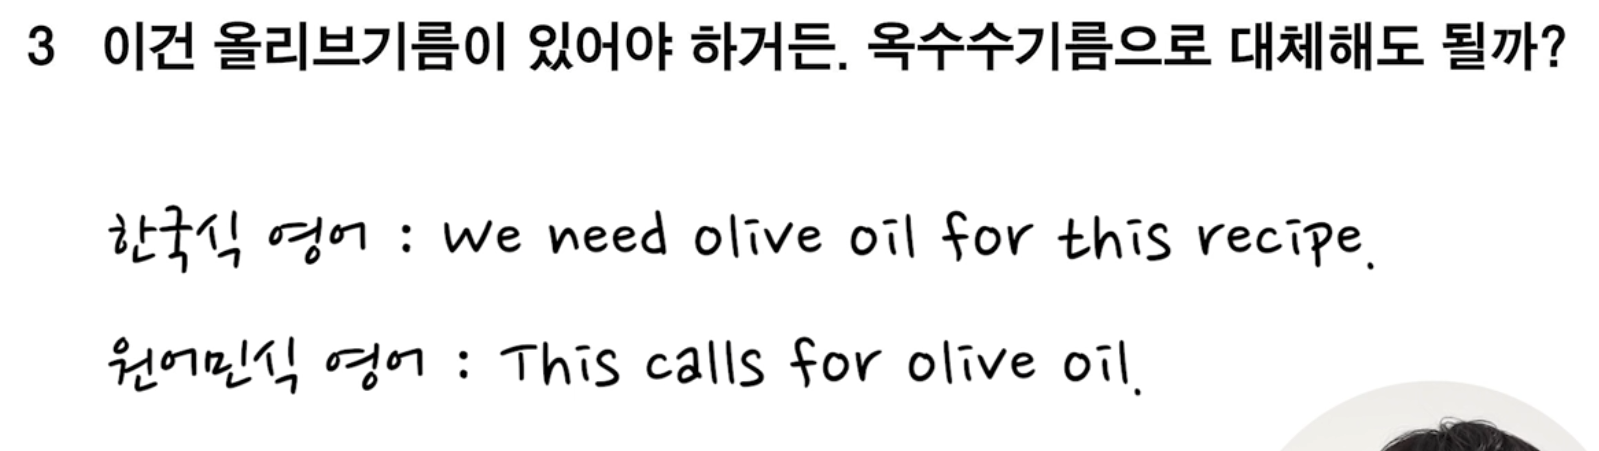 3 이건 올리브기름이 있어야 하거든. 옥수수기름으로 대체해도 될까?
한국식 영어 : We need olive oil for this recipe.
원어민식 영어 : This calls for olive oil.